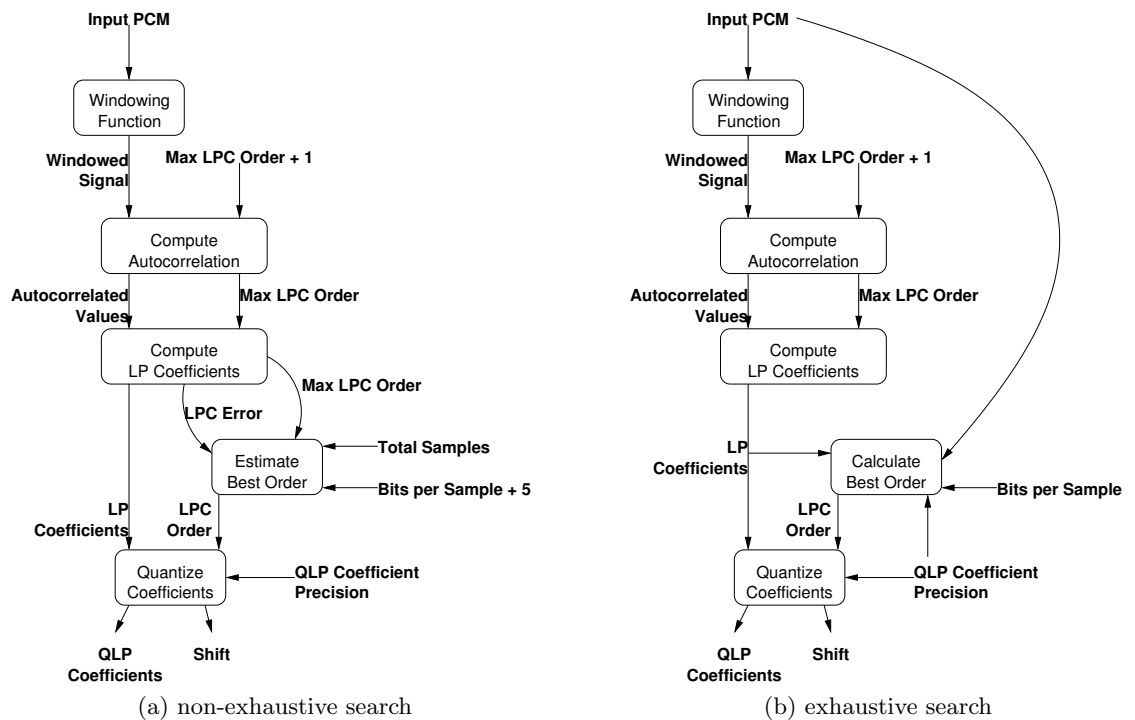 Input PCM
Windowing
Function
Windowed
Signal
Max LPC Order + 1
Compute
Autocorrelation
Autocorrelated
Values
Max LPC Order
Compute
LP Coefficients
Max LPC Order
LPC Error
Estimate
Best Order
Total Samples
Bits per Sample + 5
LP
Coefficients
LPC
Order
Quantize
Coefficients
QLP Coefficient
Precision
QLP
Coefficients
Shift
(a) non-exhaustive search
Input PCM
Windowing
Function
Windowed
Signal
Max LPC Order + 1
Compute
Autocorrelation
Autocorrelated
Values
Max LPC Order
Compute
LP Coefficients
LP
Coefficients
Calculate
Best Order
Bits per Sample
LPC
Order
Quantize
Coefficients
QLP Coefficient
Precision
QLP
Coefficients
Shift
(b) exhaustive search